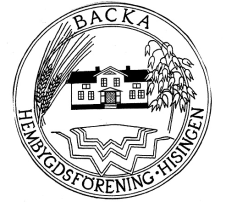 BACKA
HEMBYGDSFÖRENING · HISINGEN